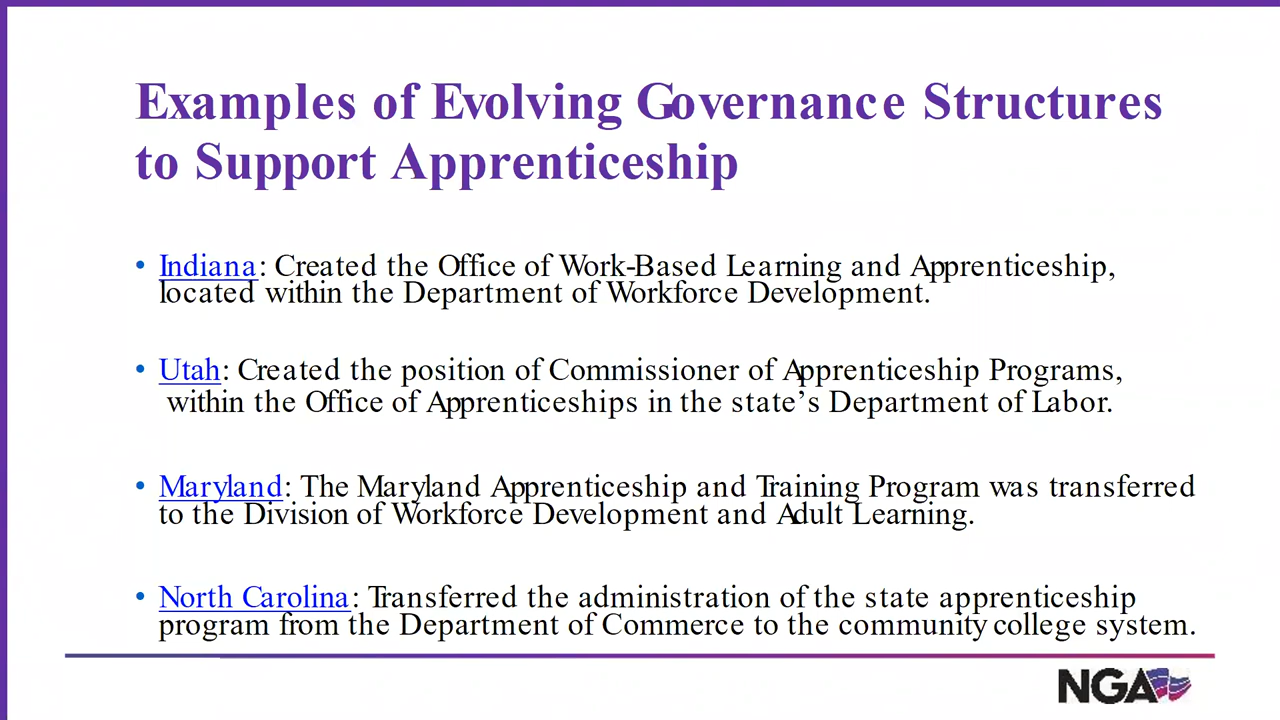 Examples of Evolving Governance Structures
to Support Apprenticeship
• Indiana: Created the Office of Work-Based Learning and Apprenticeship,
located within the Department of Workforce Development.
• Utah: Created the position of Commissioner of Apprenticeship Programs,
within the Office of Apprenticeships in the state’s Department of Labor.
• Maryland: The Maryland Apprenticeship and Training Program was transferred
to the Division of Workforce Development and Adult Learning.
• North Carolina: Transferred the administration of the state apprenticeship
program from the Department of Commerce to the community college system.
NGA